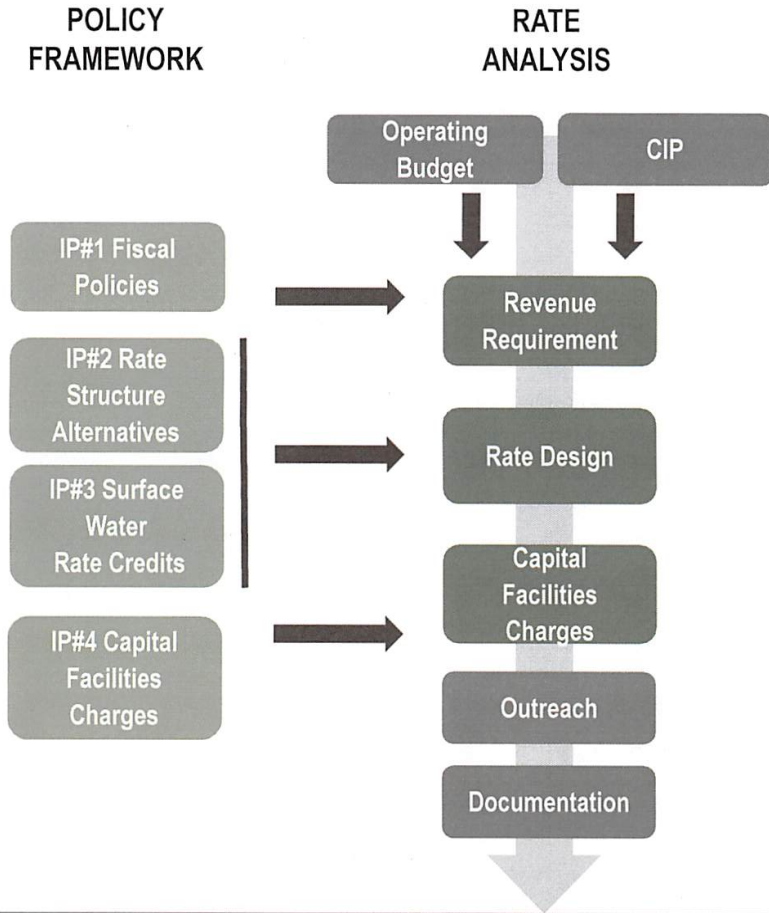 POLICY
FRAMEWORK
RATE
ANALYSIS
Operating
Budget
CIP
IP#1 Fiscal
Policies
Revenue
Requirement
IP#2 Rate
Structure
Alternatives
Rate Design
IP#3 Surface
Water
Rate Credits
Capital
Facilities
Charges
IP#4 Capital
Facilities
Charges
Outreach
Documentation